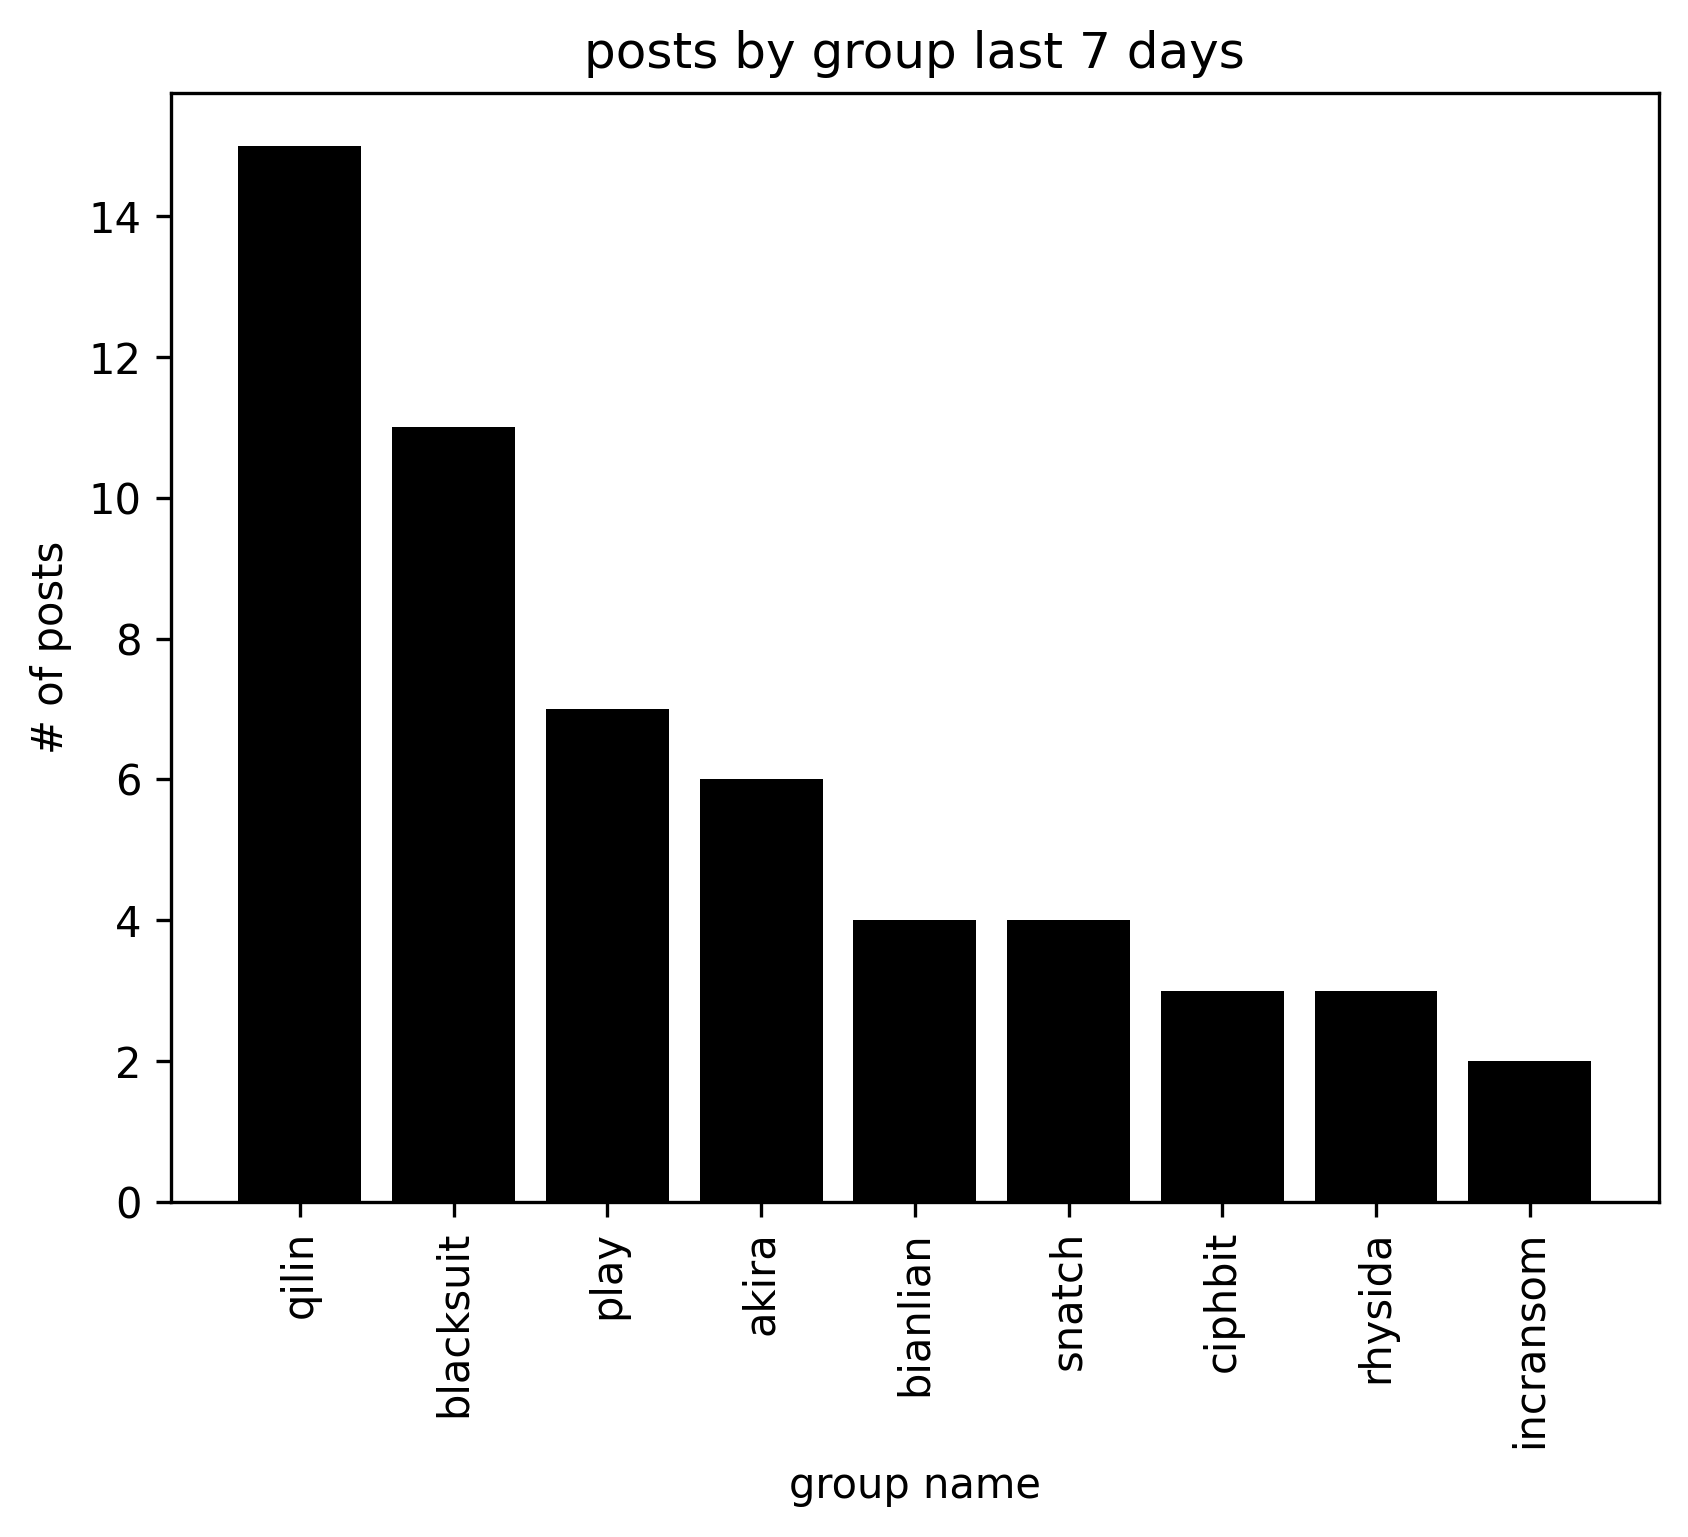 posts by group last 7 days
14
12
10
8
6
4
2
0
# of posts
qilin
blacksuit
play
akira
bianlian
snatch
ciphbit
rhysida
incransom
group name